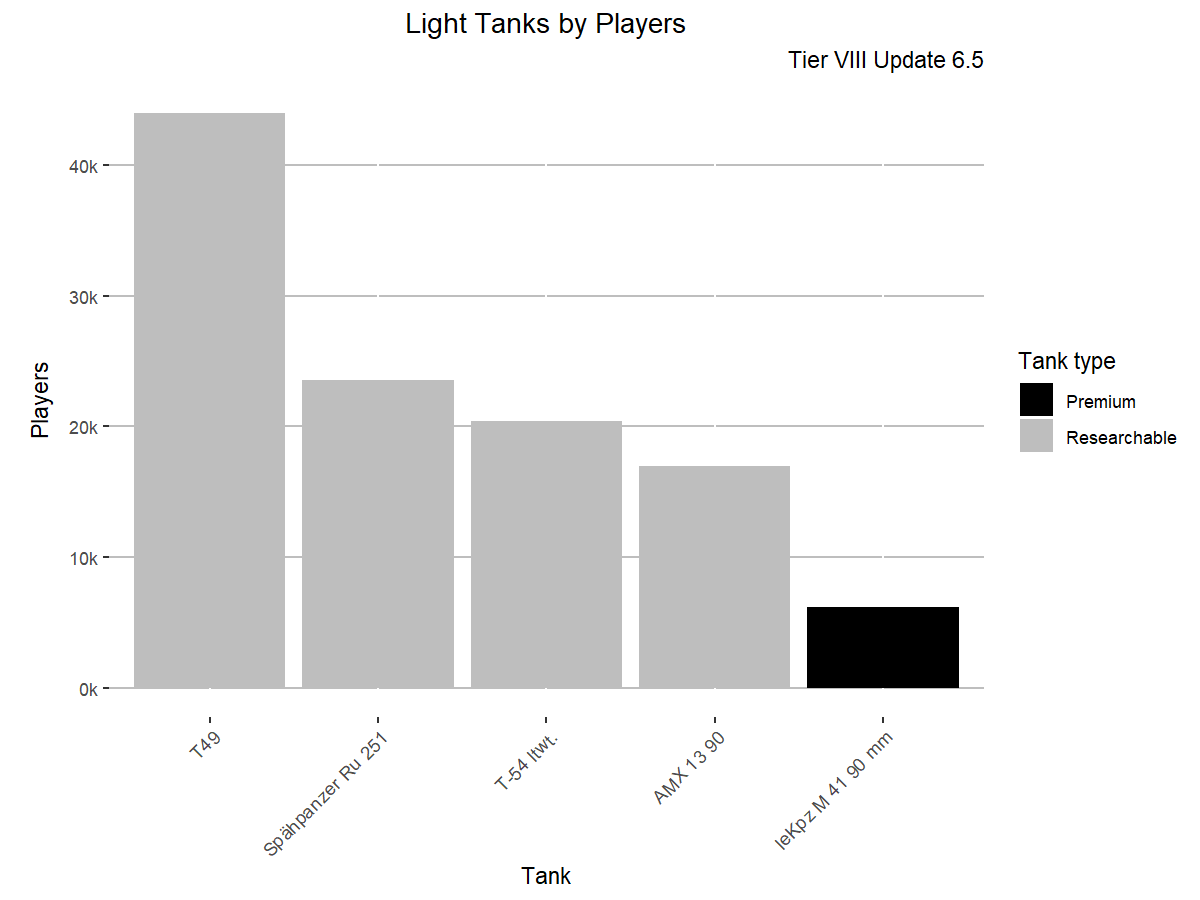 Light Tanks by Players
Tier VIII Update 6.5
Players
40k
30k
20k
10k
0k
T49
Spähpanzer Ru 251
T-54 ltwt.
AMX 13 90
leKpz M 41 90 mm
Tank
Tank type
Premium
Researchable